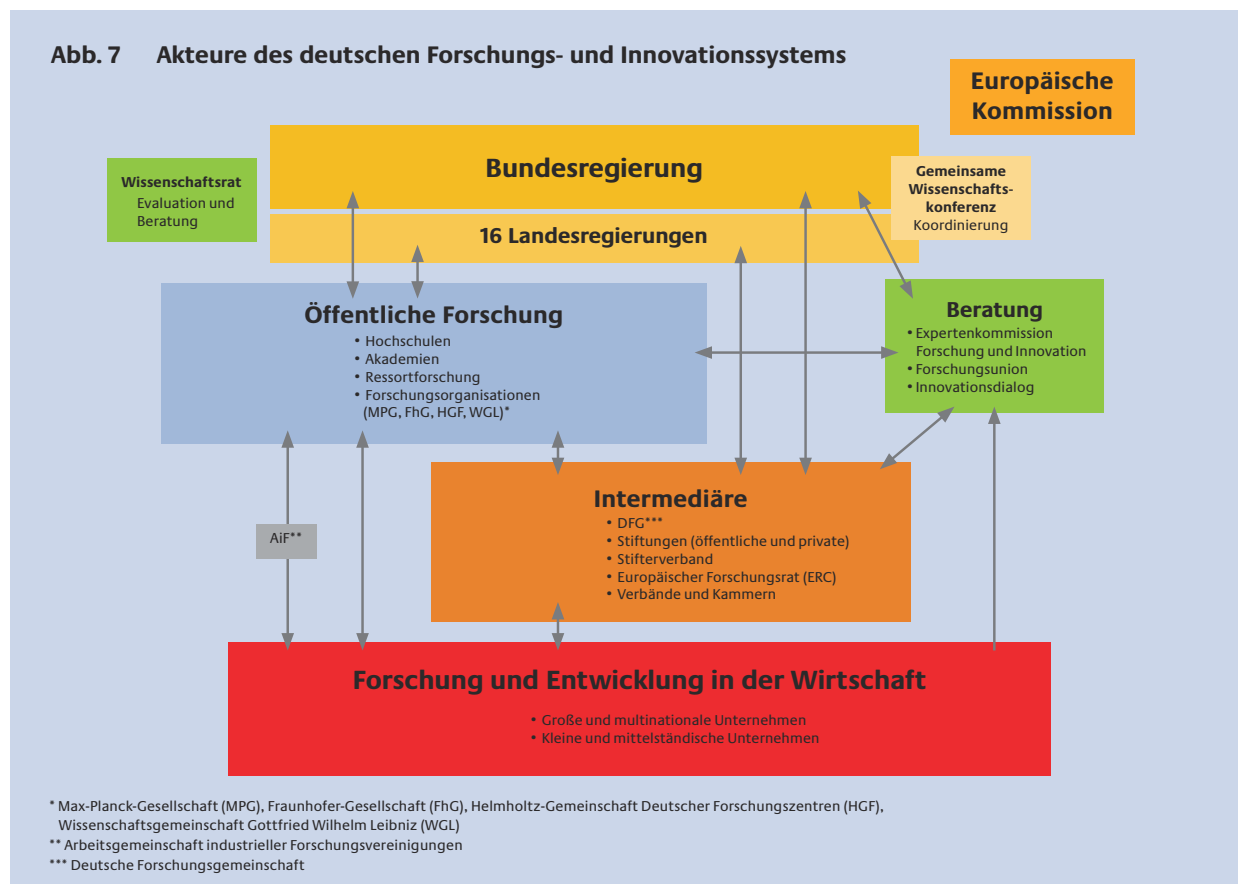 Abb. 7 Akteure des deutschen Forschungs- und Innovationssystems
Europäische
Kommission
Bundesregierung
Wissenschaftsrat
Evaluation und
Beratung
Gemeinsame
Wissenschafts-
konferenz
Koordinierung
16 Landesregierungen
Öffentliche Forschung
• Hochschulen
• Akademien
• Ressortforschung
• Forschungsorganisationen
(MPG, FhG, HGF, WGL)*
Beratung
• Expertenkommission
Forschung und Innovation
• Forschungsunion
• Innovationsdialog
Intermediäre
• DFG***
• Stiftungen (öffentliche und private)
• Stifterverband
• Europäischer Forschungsrat (ERC)
• Verbände und Kammern
AiF**
Forschung und Entwicklung in der Wirtschaft
• Große und multinationale Unternehmen
• Kleine und mittelständische Unternehmen
* Max-Planck-Gesellschaft (MPG), Fraunhofer-Gesellschaft (FhG), Helmholtz-Gemeinschaft Deutscher Forschungszentren (HGF),
Wissenschaftsgemeinschaft Gottfried Wilhelm Leibniz (WGL)
** Arbeitsgemeinschaft industrieller Forschungsvereinigungen
*** Deutsche Forschungsgemeinschaft